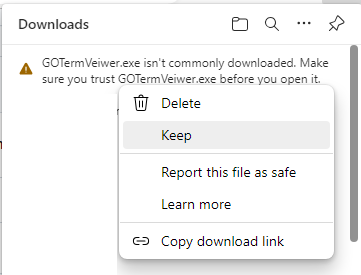 Downloads
GOTermVeiwer.exe isn't commonly downloaded. Make
sure you trust GOTermVeiwer.exe before you open it.
Delete
Keep
Report this file as safe
Learn more
Copy download link